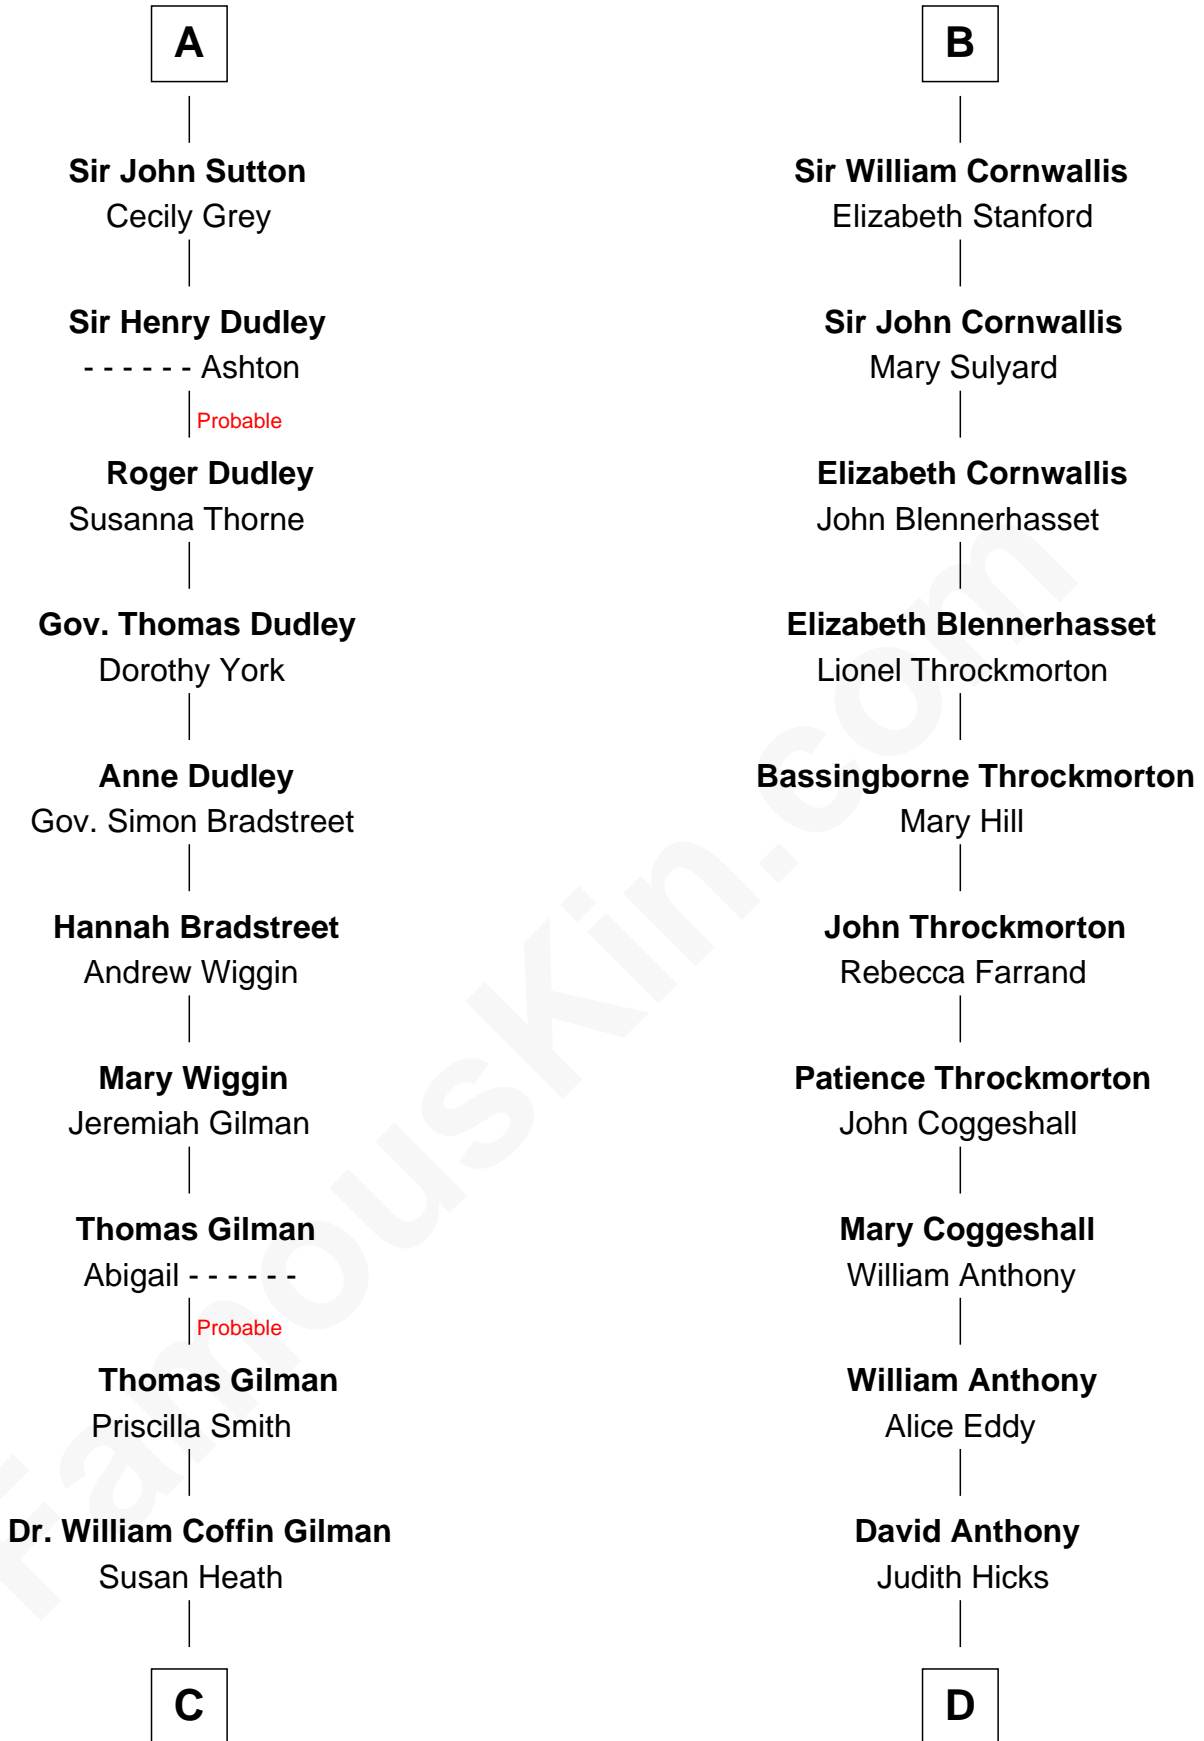 A
Sir John Sutton
Cecily Grey
Sir Henry Dudley
- - - - - - Ashton
Probable
Roger Dudley
Susanna Thorne
Gov. Thomas Dudley
Dorothy York
Anne Dudley
Gov. Simon Bradstreet
Hannah Bradstreet
Andrew Wiggin
Mary Wiggin
Jeremiah Gilman
Thomas Gilman
Abigail - - - - - -
Probable
Thomas Gilman
Priscilla Smith
Dr. William Coffin Gilman
Susan Heath
C
B
Sir William Cornwallis
Elizabeth Stanford
Sir John Cornwallis
Mary Sulyard
Elizabeth Cornwallis
John Blennerhasset
Elizabeth Blennerhasset
Lionel Throckmorton
Bassingborne Throckmorton
Mary Hill
John Throckmorton
Rebecca Farrand
Patience Throckmorton
John Coggeshall
Mary Coggeshall
William Anthony
William Anthony
Alice Eddy
David Anthony
Judith Hicks
D
FamousKin.com